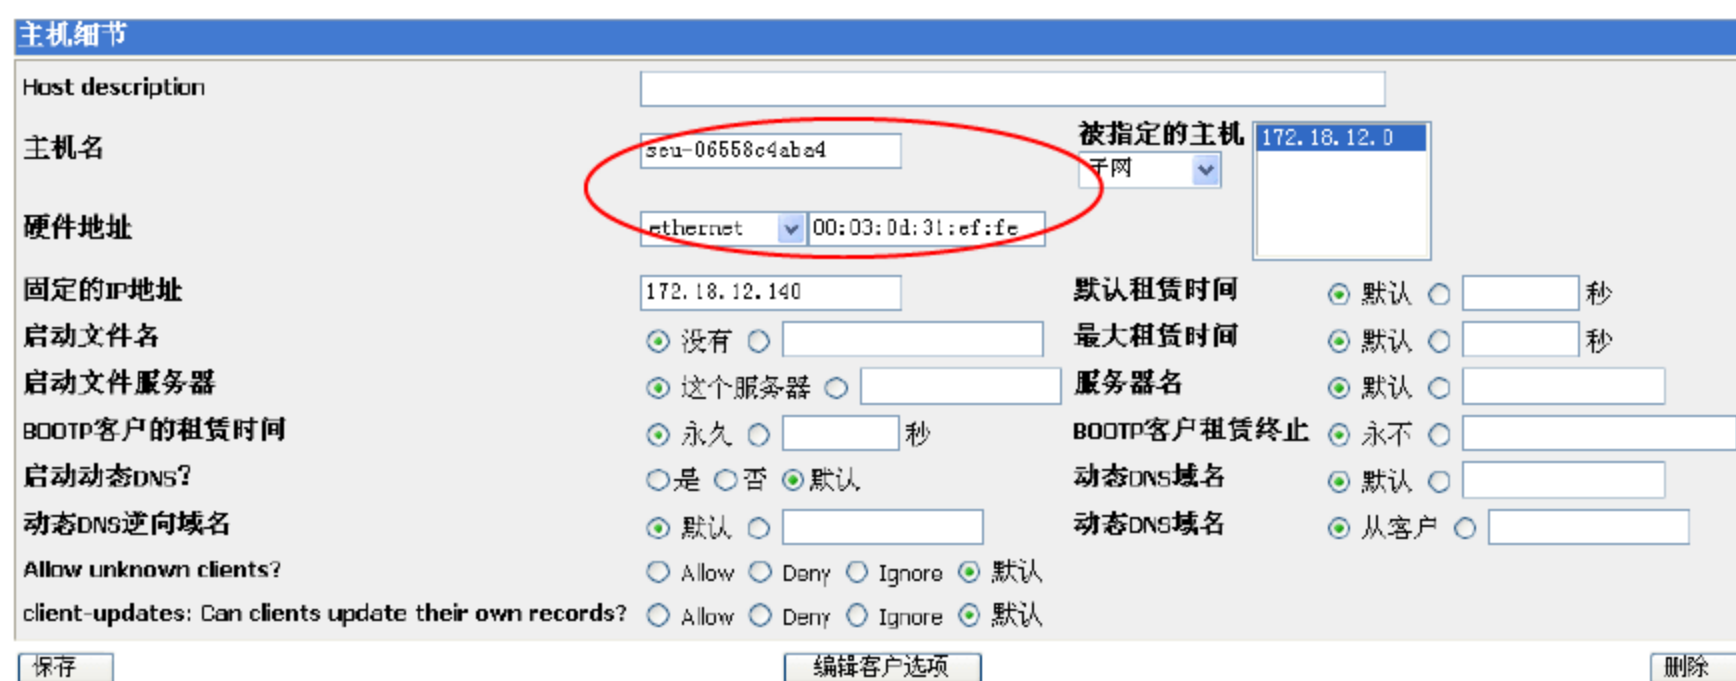 主机细节
Host description
主机名 seu-06558c4aba4 被指定的主机 172.18.12.0
子网
硬件地址 ethernet 00:03:0d:31:ef:fe
固定的IP地址 172.18.12.140 默认租赁时间 默认 秒
启动文件名 没有 最大租赁时间 默认 秒
启动文件服务器 这个服务器 服务器名 默认
BOOTP客户的租赁时间 永久 秒 BOOTP客户租赁终止 永不
启动动态DNS? 是 否 默认 动态DNS域名 默认
动态DNS逆向域名 默认 动态DNS域名 从客户
Allow unknown clients? Allow Deny Ignore 默认
client-updates: Can clients update their own records? Allow Deny Ignore 默认
保存 编辑客户选项 删除